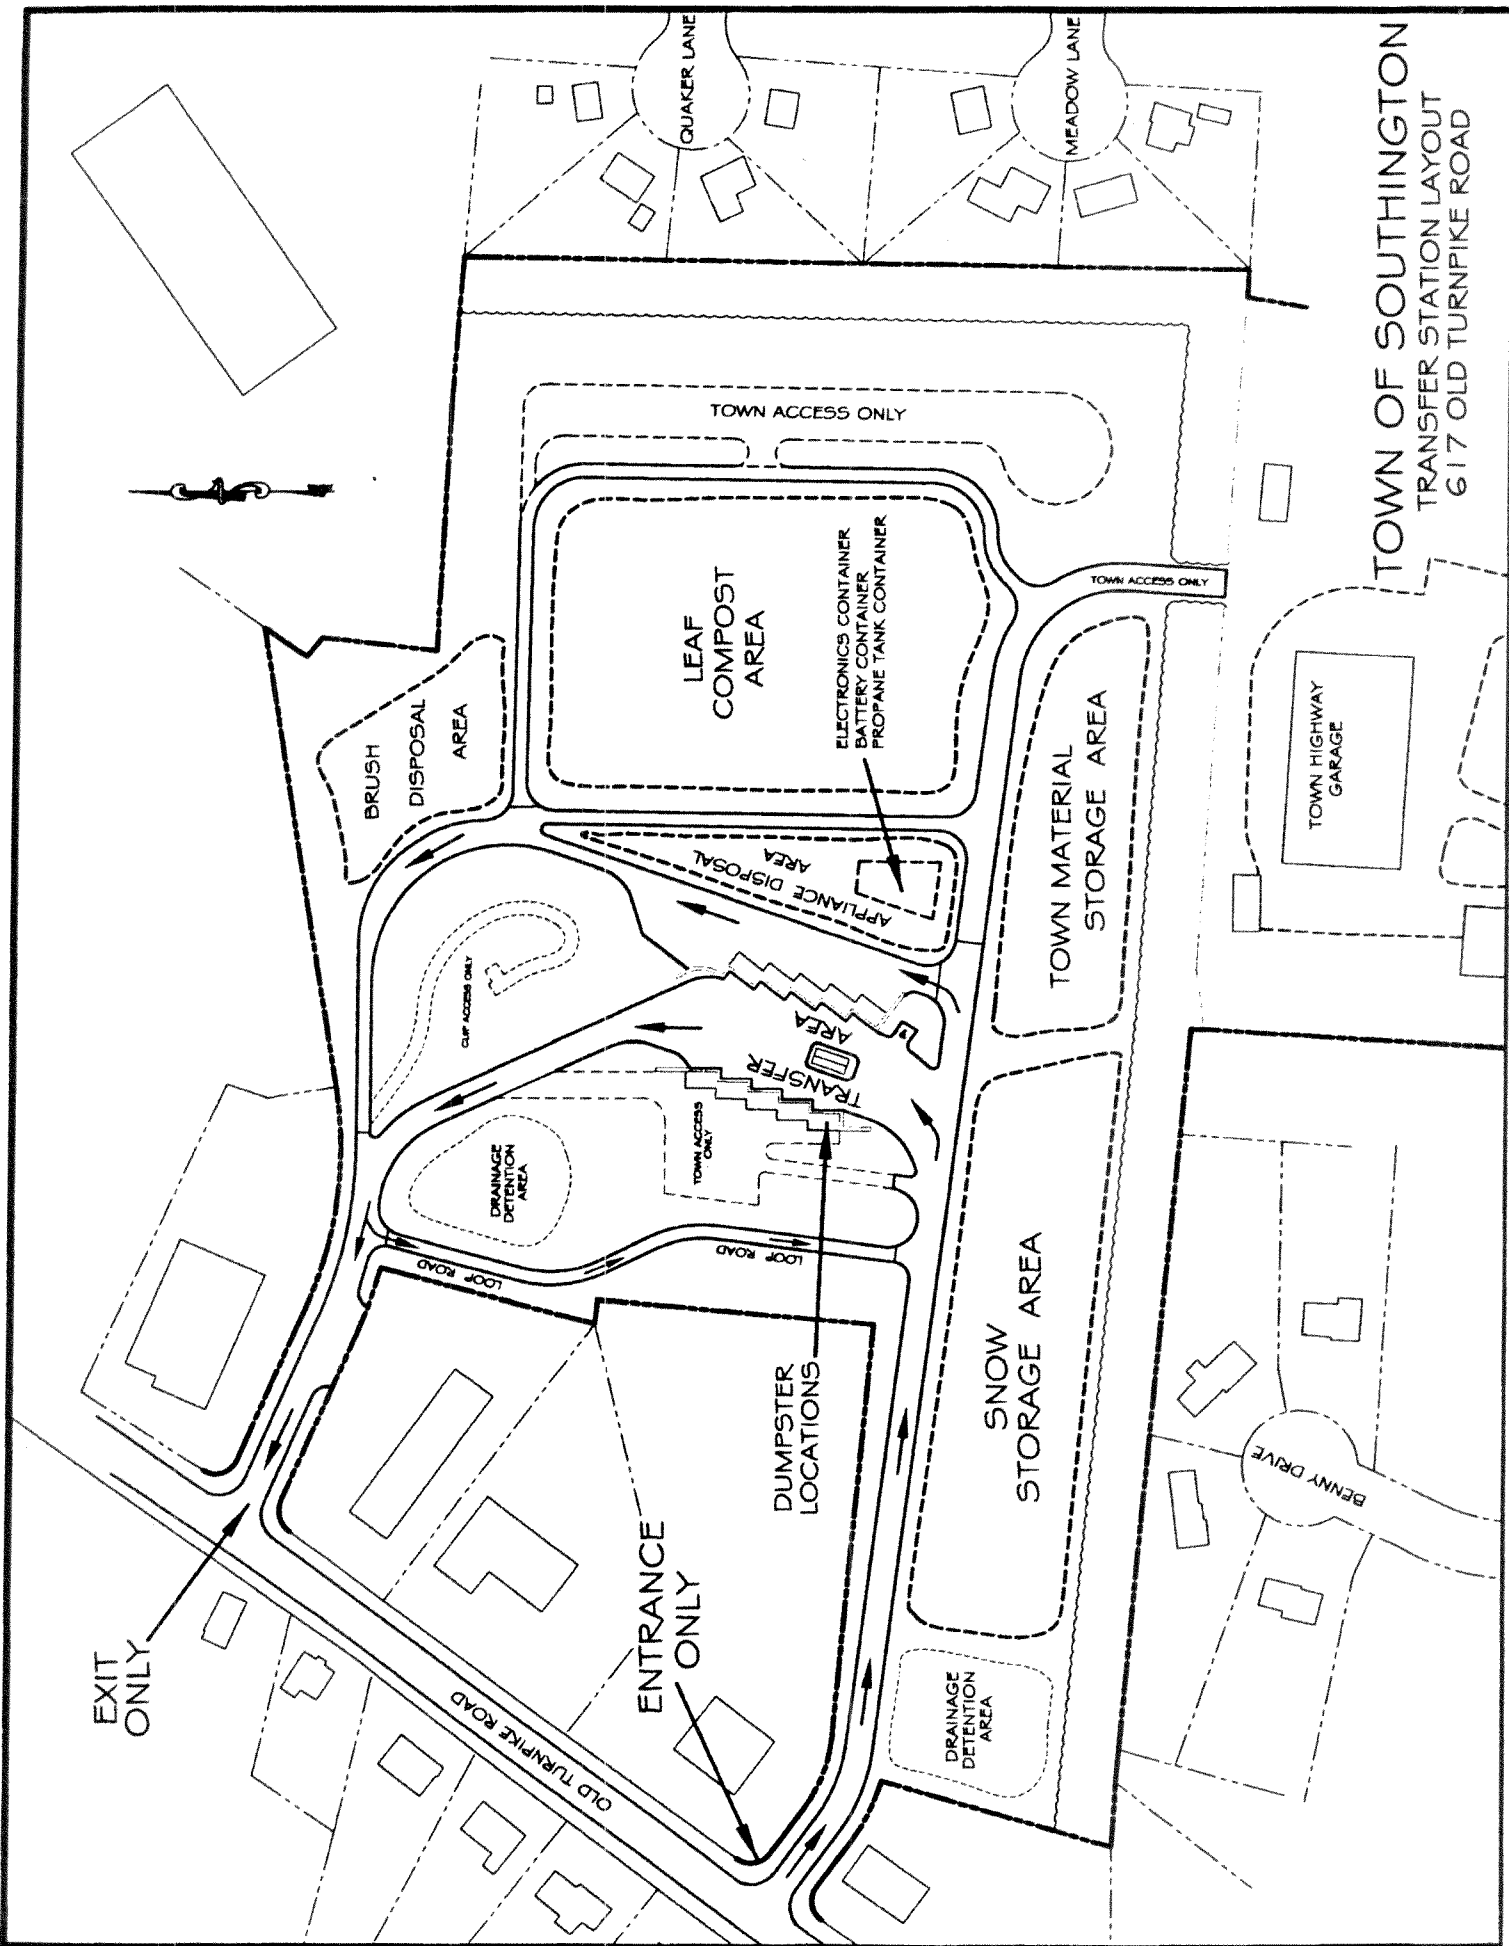 TOWN OF SOUTHINGTON
TRANSFER STATION LAYOUT
617 OLD TURNPIKE ROAD
QUAKER LANE
MEADOW LANE
TOWN ACCESS ONLY
LEAF
COMPOST
AREA
ELECTRONICS CONTAINER
BATTERY CONTAINER
PROPANE TANK CONTAINER
TOWN ACCESS ONLY
BRUSH
DISPOSAL
AREA
APPLIANCE DISPOSAL
AREA
TOWN MATERIAL
STORAGE AREA
TOWN HIGHWAY
GARAGE
ACCESS ONLY
TRANSFER
AREA
TOWN ACCESS
ONLY
DRAINAGE
DETENTION
AREA
LOOP ROAD
LOOP ROAD
DUMPSTER
LOCATIONS
SNOW
STORAGE AREA
BENNY DRIVE
EXIT
ONLY
ENTRANCE
ONLY
OLD TURNPIKE ROAD
DRAINAGE
DETENTION
AREA